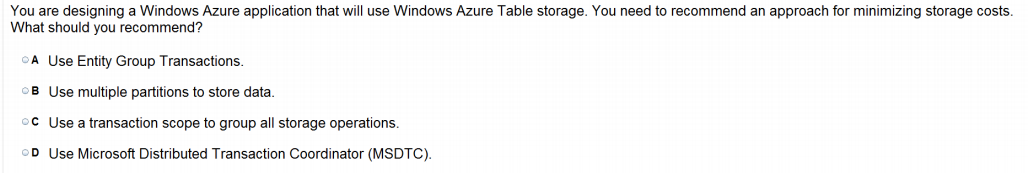 You are designing a Windows Azure application that will use Windows Azure Table storage. You need to recommend an approach for minimizing storage costs.
What should you recommend?
A Use Entity Group Transactions.
B Use multiple partitions to store data.
C Use a transaction scope to group all storage operations.
D Use Microsoft Distributed Transaction Coordinator (MSDTC).